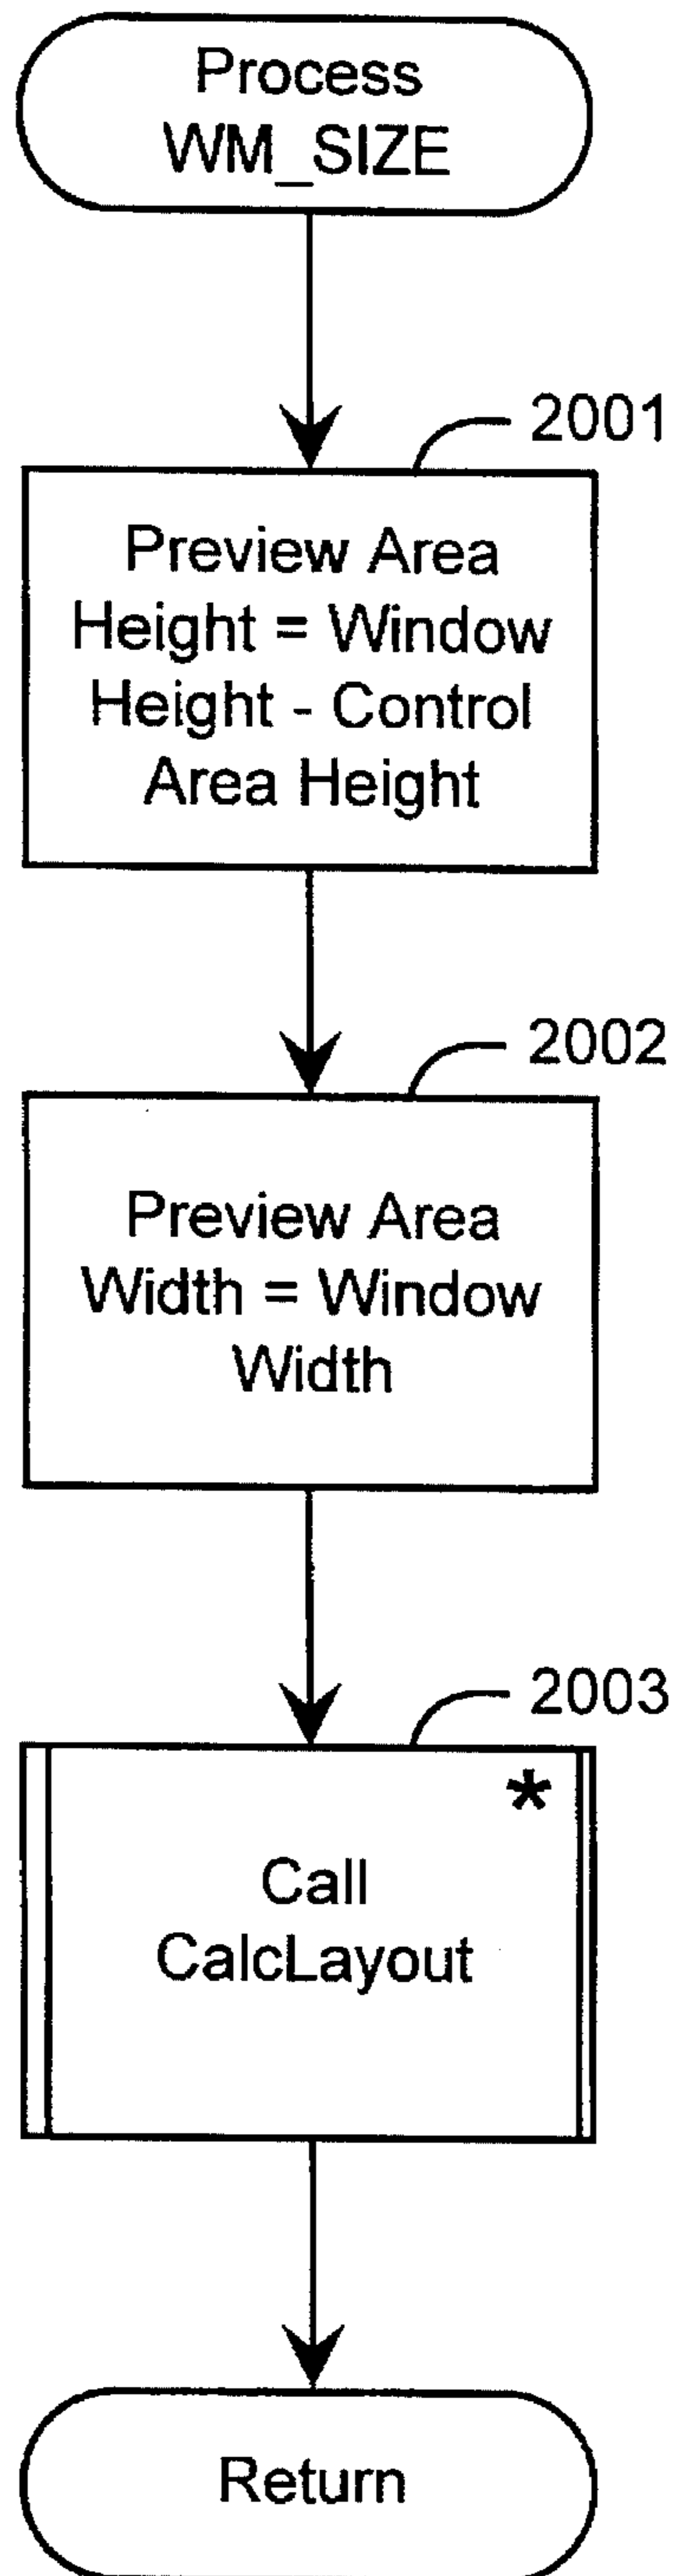 Process
WM_SIZE
2001
Preview Area
Height = Window
Height - Control
Area Height
2002
Preview Area
Width = Window
Width
2003
*
Call
CalcLayout
Return